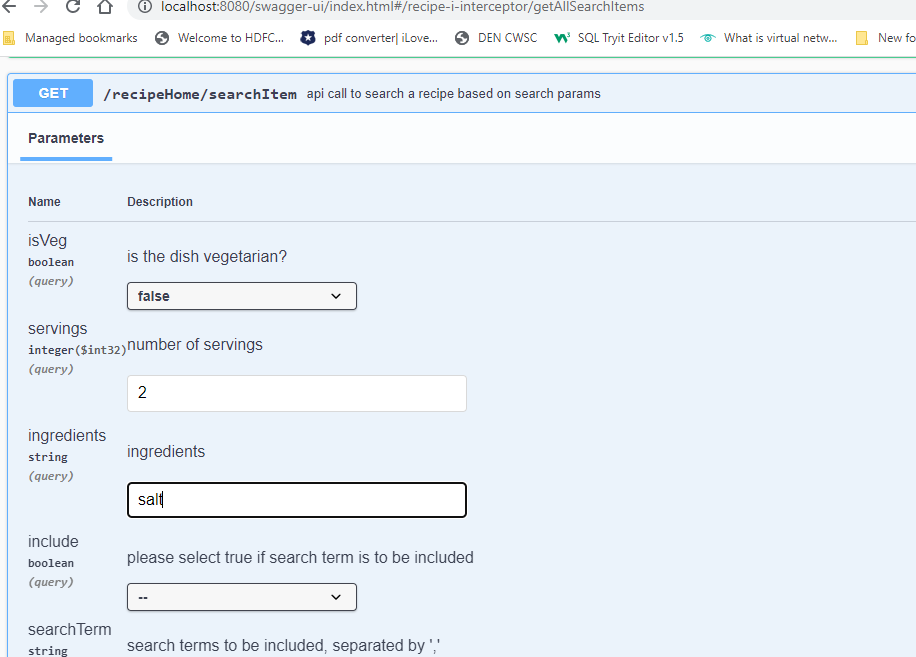 localhost:8080/swagger-ui/index.html#/recipe-i-interceptor/getAllSearchItems
Managed bookmarks Welcome to HDFC... pdf converter| iLove... DEN CWSC SQL Tryit Editor v1.5 What is virtual netw... New fo
GET /recipeHome/searchItem api call to search a recipe based on search params
Parameters
Name Description
isVeg
boolean
(query)
is the dish vegetarian?
false
servings
integer($int32)
(query)
number of servings
2
ingredients
string
(query)
ingredients
salt
include
boolean
(query)
please select true if search term is to be included
--
searchTerm
string
search terms to be included, separated by ','